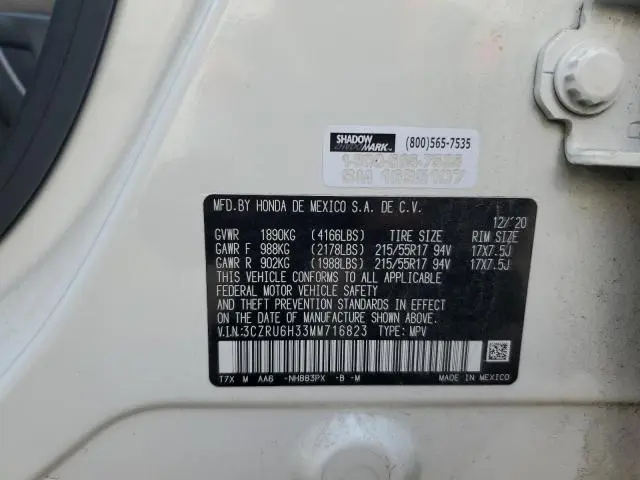 SHADOW
MARK™ (800)565-7535
MFD.BY HONDA DE MEXICO S.A. DE C.V.
12/20
GVWR 1890KG (4166LBS) TIRE SIZE RIM SIZE
GAWR F 988KG (2178LBS) 215/55R17 94V 17X7.5J
GAWR R 902KG (1988LBS) 215/55R17 94V 17X7.5J
THIS VEHICLE CONFORMS TO ALL APPLICABLE
FEDERAL MOTOR VEHICLE SAFETY
AND THEFT PREVENTION STANDARDS IN EFFECT
ON THE DATE OF MANUFACTURE SHOWN ABOVE.
V.I.N:3CZRU6H33MM716823 TYPE: MPV
T7X M AA6 -NH883PX -B -M
MADE IN MEXICO